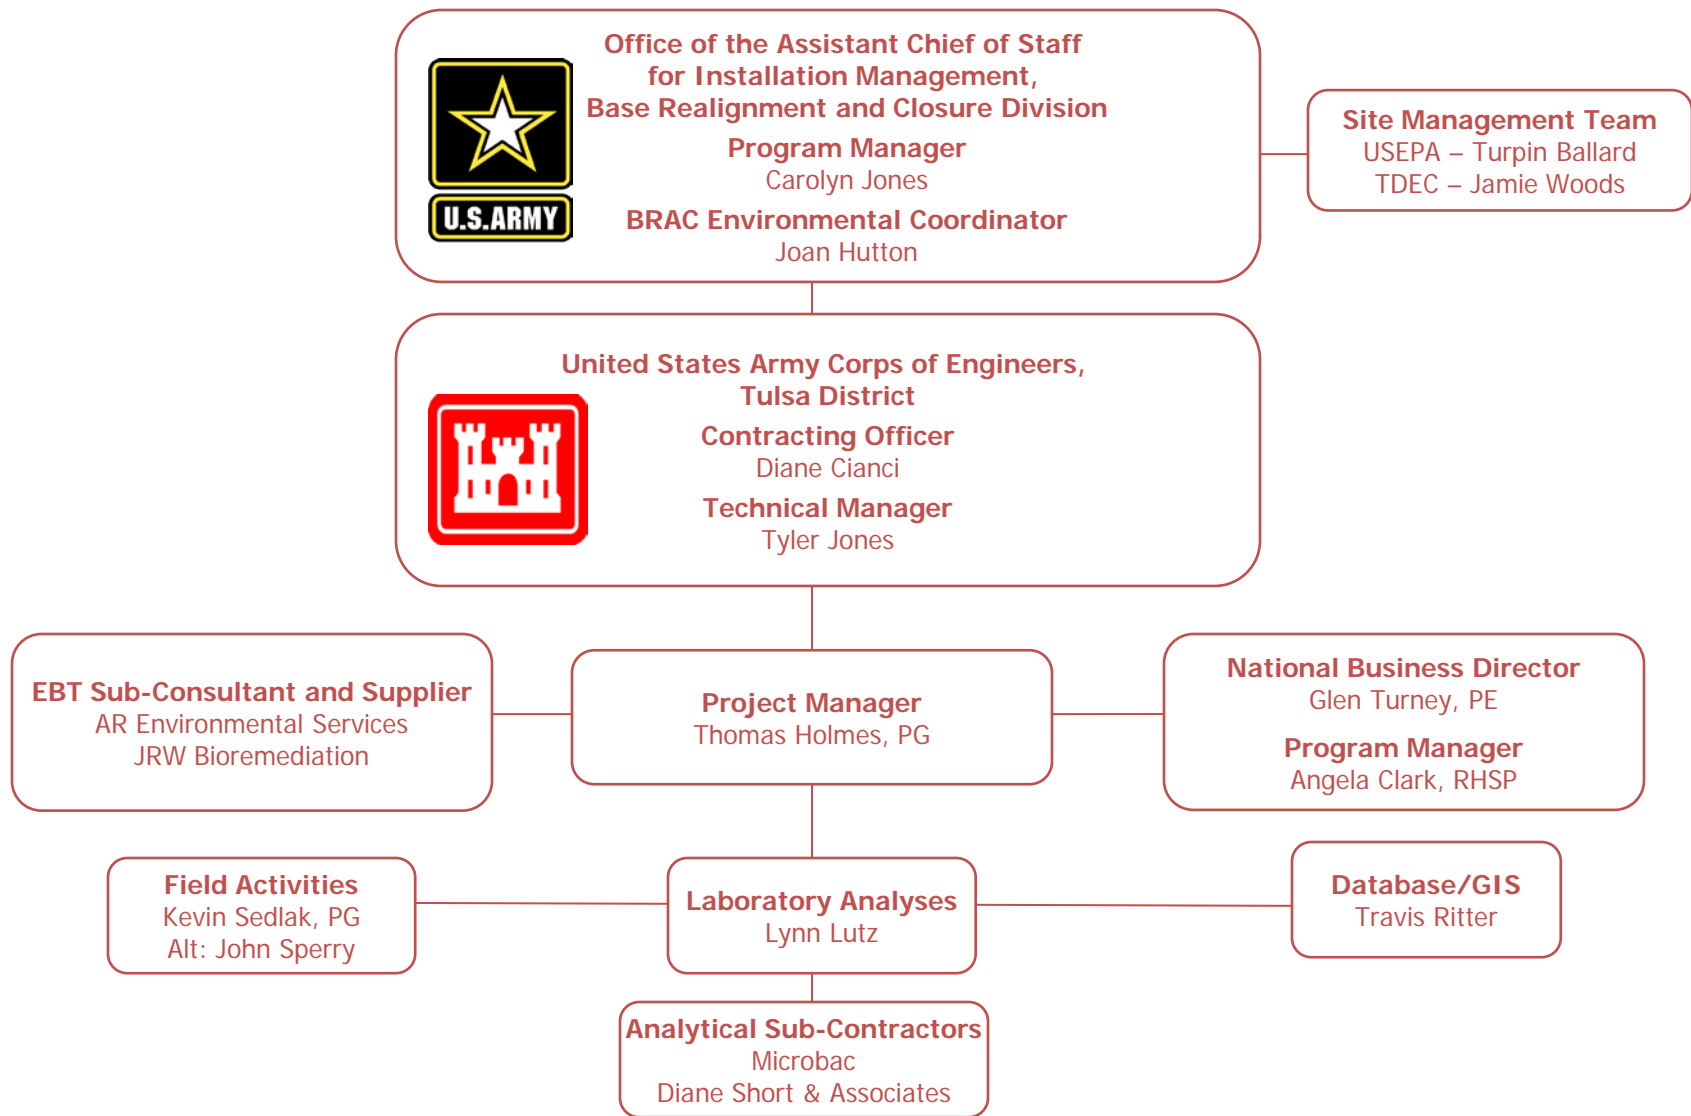 Office of the Assistant Chief of Staff
for Installation Management,
Base Realignment and Closure Division
Program Manager
Carolyn Jones
BRAC Environmental Coordinator
Joan Hutton
U.S.ARMY
Site Management Team
USEPA – Turpin Ballard
TDEC – Jamie Woods
United States Army Corps of Engineers,
Tulsa District
Contracting Officer
Diane Cianci
Technical Manager
Tyler Jones
EBT Sub-Consultant and Supplier
AR Environmental Services
JRW Bioremediation
Project Manager
Thomas Holmes, PG
National Business Director
Glen Turney, PE
Program Manager
Angela Clark, RHSP
Field Activities
Kevin Sedlak, PG
Alt: John Sperry
Laboratory Analyses
Lynn Lutz
Database/GIS
Travis Ritter
Analytical Sub-Contractors
Microbac
Diane Short & Associates